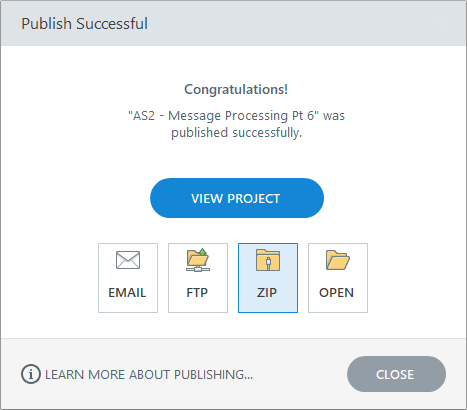 Publish Successful
Congratulations!
"AS2 - Message Processing Pt 6" was
published successfully.
VIEW PROJECT
EMAIL
FTP
ZIP
OPEN
LEARN MORE ABOUT PUBLISHING...
CLOSE